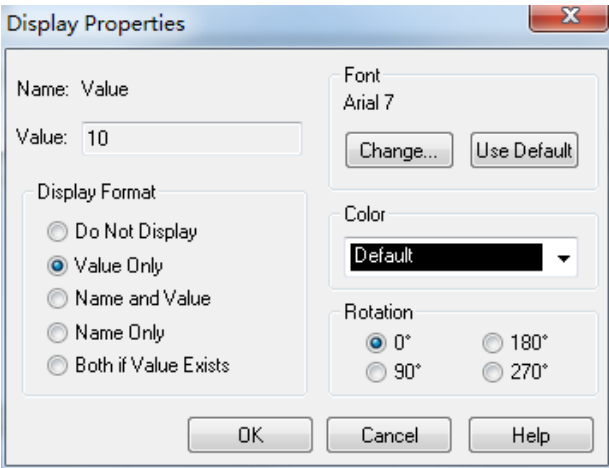 Display Properties
Name: Value
Value: 10
Display Format
Do Not Display
Value Only
Name and Value
Name Only
Both if Value Exists
Font
Arial 7
Change... Use Default
Color
Default
Rotation
0° 180°
90° 270°
OK Cancel Help